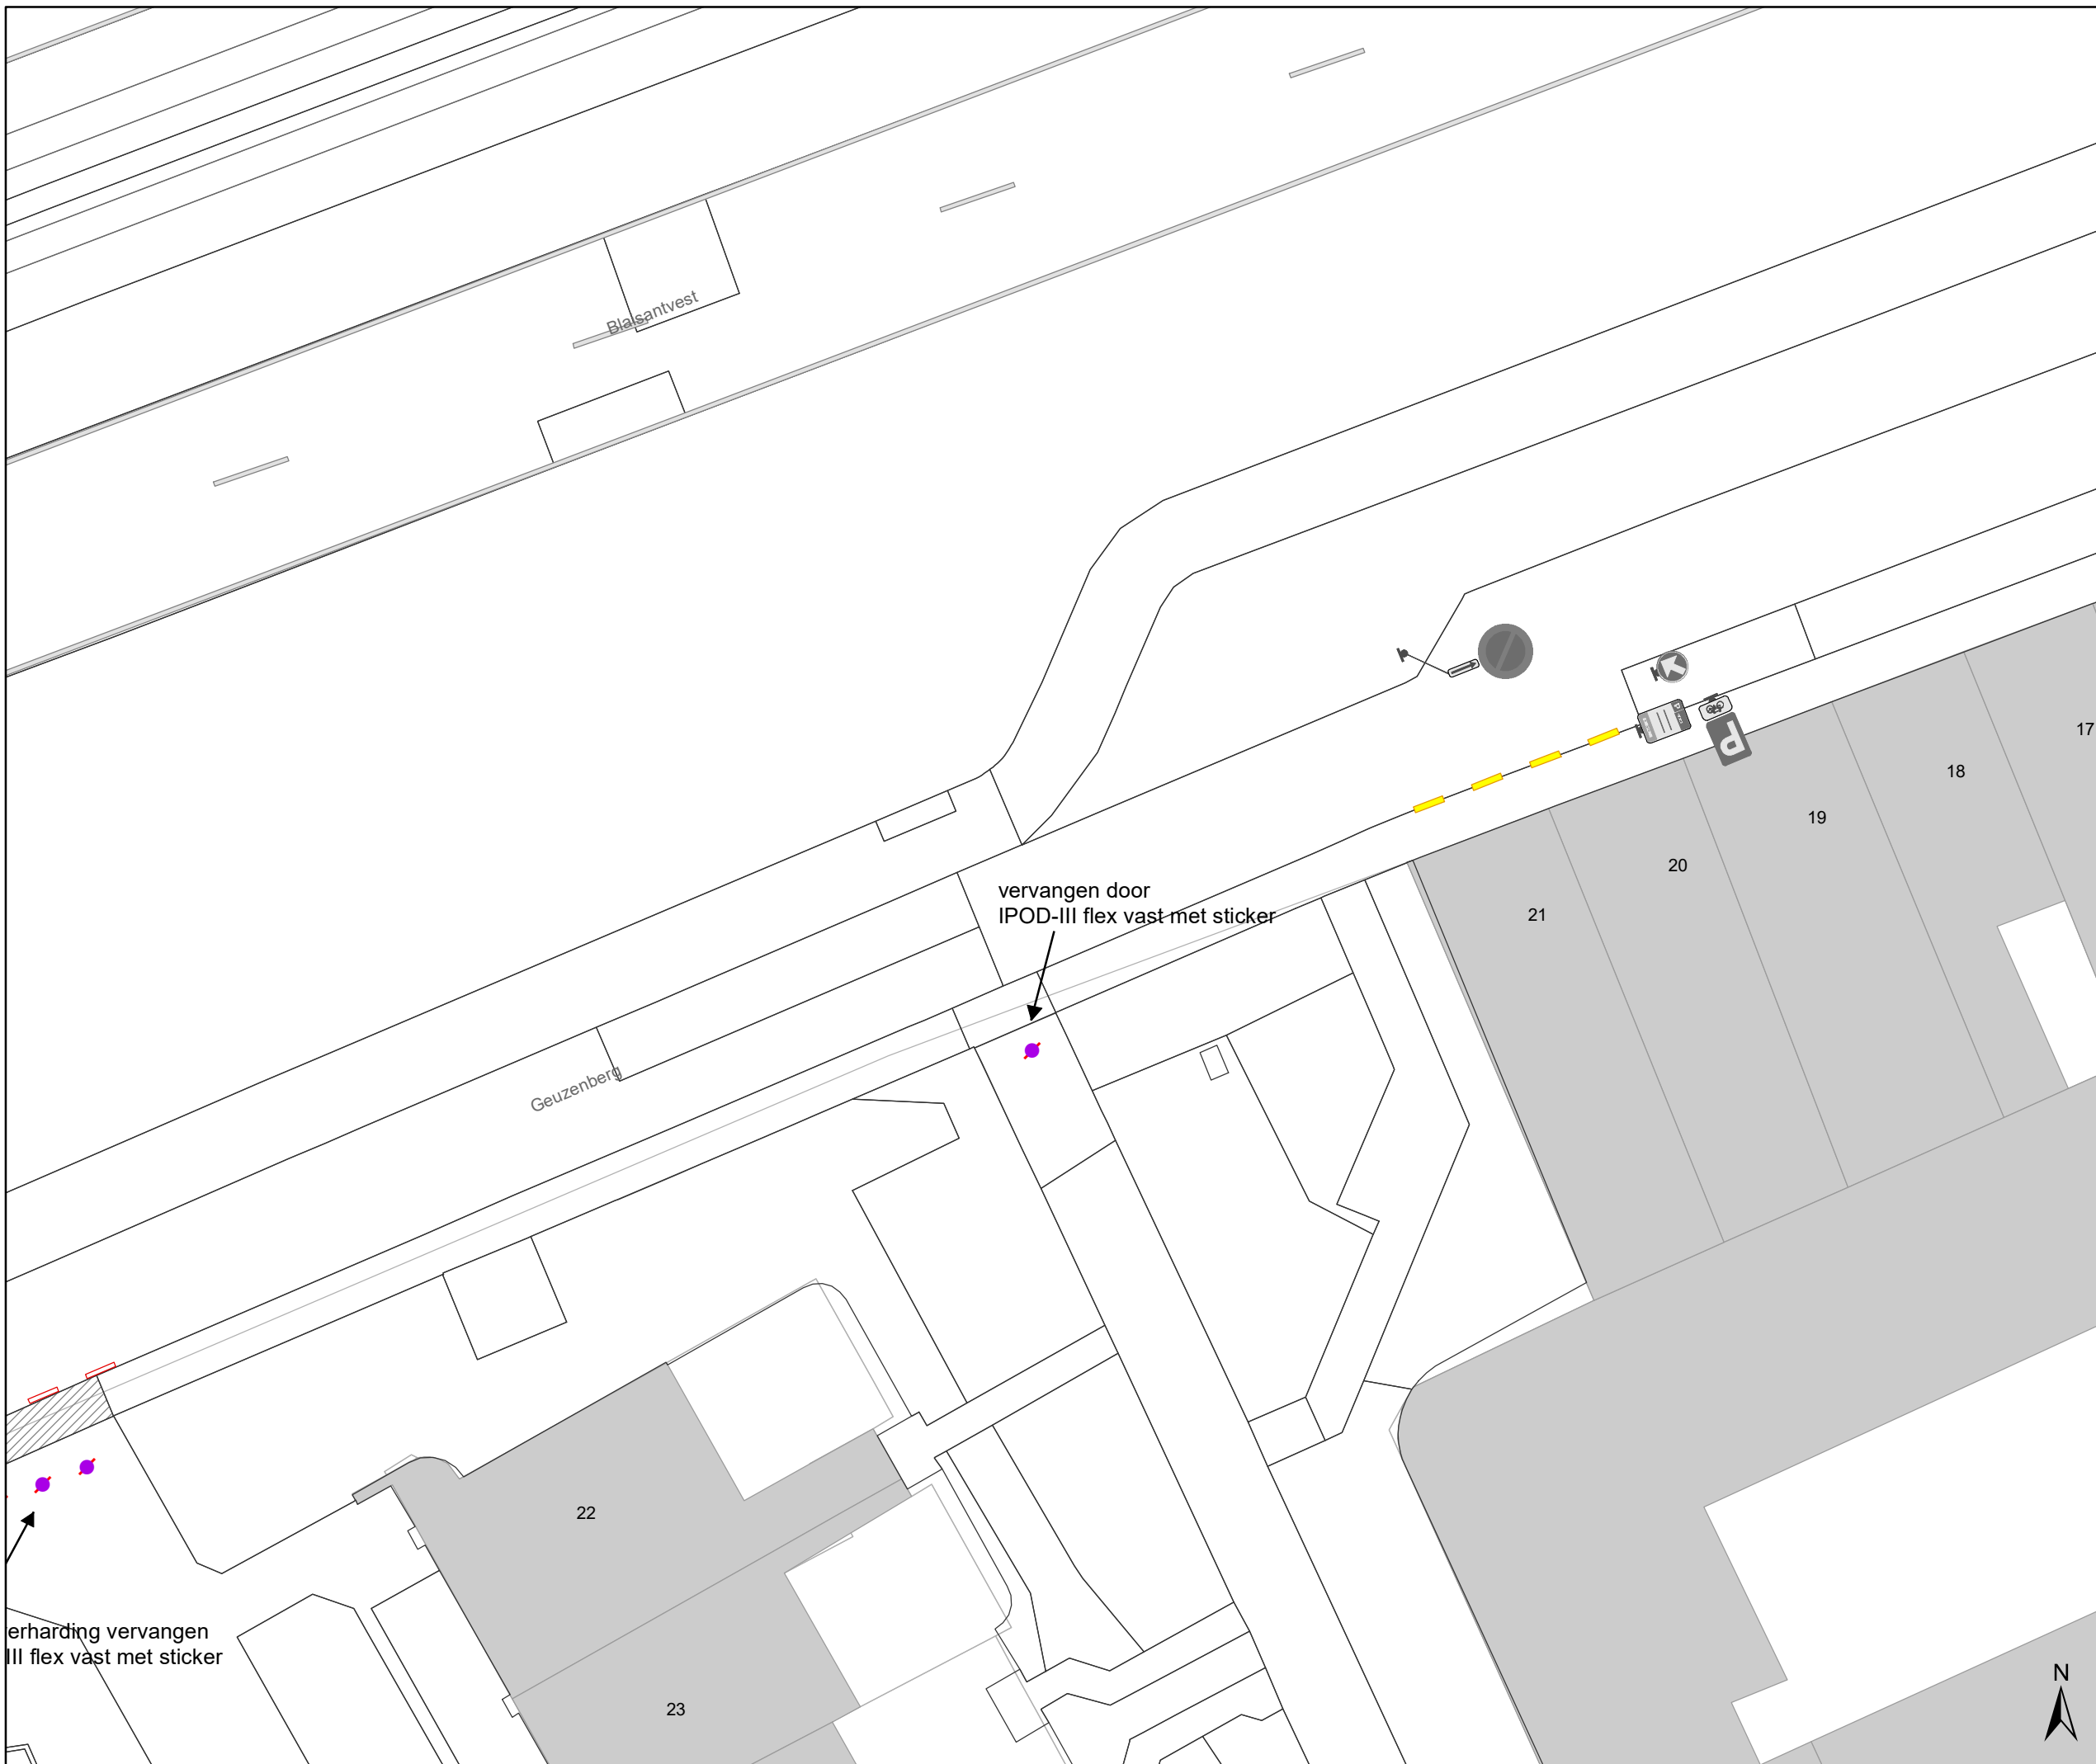 Blaisantvest
P
17
18
19
20
21
vervangen door
IPOD-III flex vast met sticker
Geuzenberg
22
erharding vervangen
III flex vast met sticker
23
N